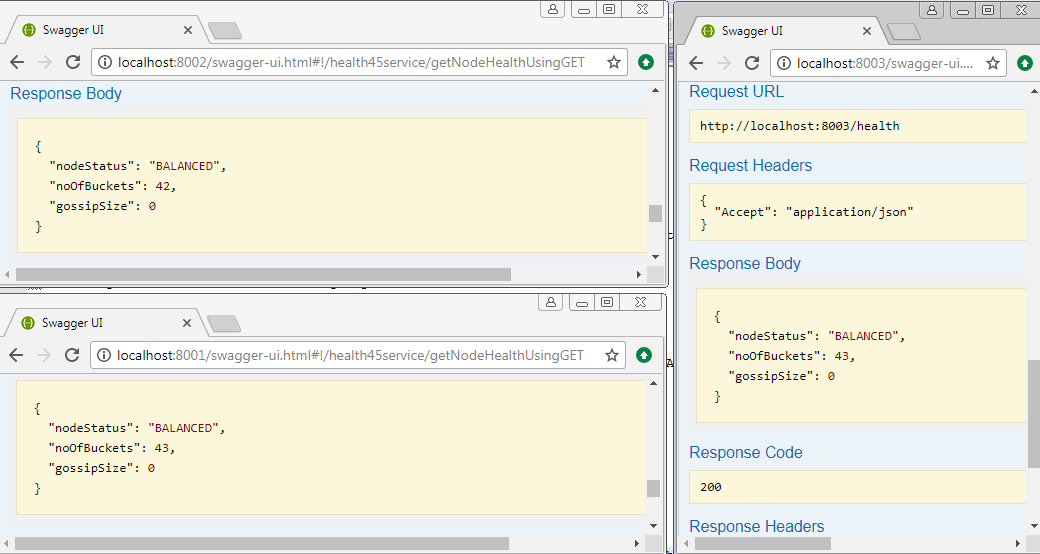 Swagger UI
localhost:8002/swagger-ui.html#!/health45service/getNodeHealthUsingGET
Response Body
{
"nodeStatus": "BALANCED",
"noOfBuckets": 42,
"gossipSize": 0
}
Swagger UI
localhost:8001/swagger-ui.html#!/health45service/getNodeHealthUsingGET
{
"nodeStatus": "BALANCED",
"noOfBuckets": 43,
"gossipSize": 0
}
Swagger UI
localhost:8003/swagger-ui....
Request URL
http://localhost:8003/health
Request Headers
{
"Accept": "application/json"
}
Response Body
{
"nodeStatus": "BALANCED",
"noOfBuckets": 43,
"gossipSize": 0
}
Response Code
200
Response Headers